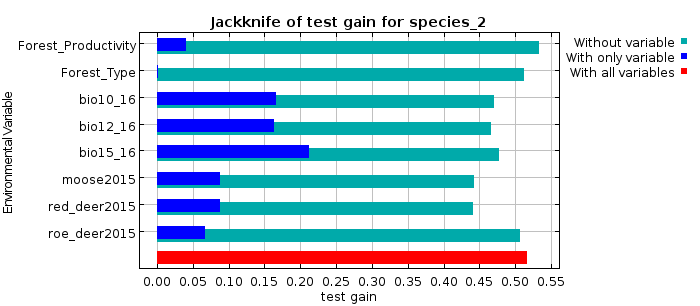 Jackknife of test gain for species_2
Environmental Variable
Forest_Productivity
Forest_Type
bio10_16
bio12_16
bio15_16
moose2015
red_deer2015
roe_deer2015
Without variable
With only variable
With all variables
0.00 0.05 0.10 0.15 0.20 0.25 0.30 0.35 0.40 0.45 0.50 0.55
test gain